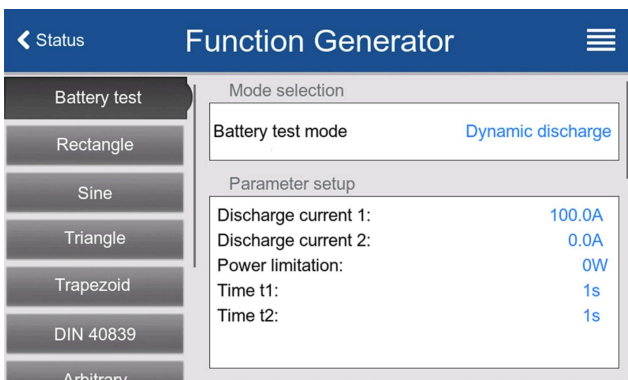 Status
Function Generator
Battery test
Rectangle
Sine
Triangle
Trapezoid
DIN 40839
Arbitrary
Mode selection
Battery test mode Dynamic discharge
Parameter setup
Discharge current 1: 100.0A
Discharge current 2: 0.0A
Power limitation: 0W
Time t1: 1s
Time t2: 1s